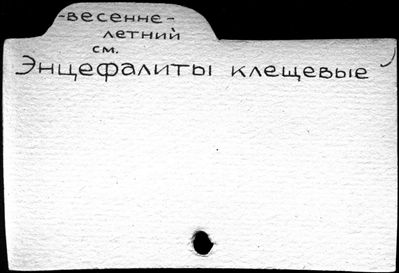 -весенне-
летний
см.
Энцефалиты клещевые